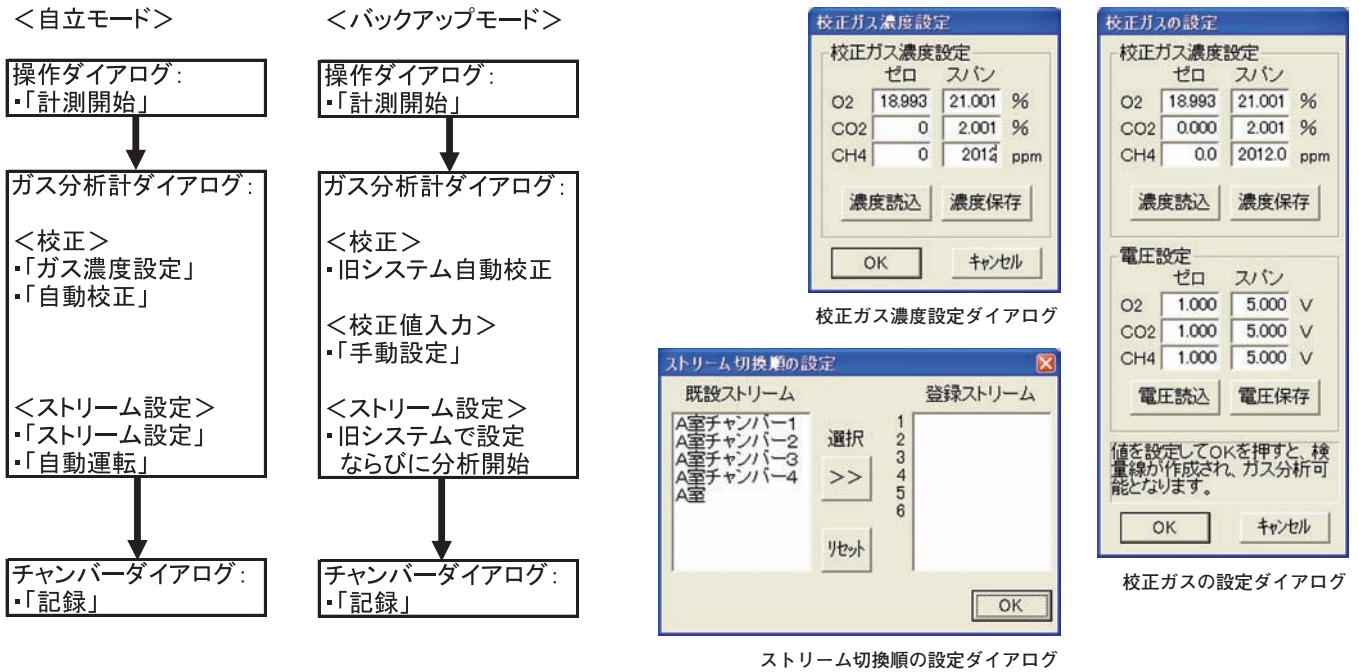 ＜自立モード＞
操作ダイアログ：
・「計測開始」
ガス分析計ダイアログ：
＜校正＞
・「ガス濃度設定」
・「自動校正」
＜ストリーム設定＞
・「ストリーム設定」
・「自動運転」
チャンバーダイアログ：
・「記録」
＜バックアップモード＞
操作ダイアログ：
・「計測開始」
ガス分析計ダイアログ：
＜校正＞
・旧システム自動校正
＜校正値入力＞
・「手動設定」
＜ストリーム設定＞
・旧システムで設定
ならびに分析開始
チャンバーダイアログ：
・「記録」
校正ガス濃度設定
校正ガス濃度設定
ゼロ スパン
O2 18.993 21.001 %
CO2 0 2.001 %
CH4 0 2012 ppm
濃度読込 濃度保存
OK ｷｬﾝｾﾙ
校正ガス濃度設定ダイアログ
ストリーム切換順の設定
既設ストリーム 登録ストリーム
A室チャンバー1
A室チャンバー2
A室チャンバー3
A室チャンバー4
A室
選択
>>
ﾘｾｯﾄ
1
2
3
4
5
6
OK
ストリーム切換順の設定ダイアログ
校正ガスの設定
校正ガス濃度設定
ゼロ スパン
O2 18.993 21.001 %
CO2 0.000 2.001 %
CH4 0.0 2012.0 ppm
濃度読込 濃度保存
電圧設定
ゼロ スパン
O2 1.000 5.000 V
CO2 1.000 5.000 V
CH4 1.000 5.000 V
電圧読込 電圧保存
値を設定してOKを押すと、検
量線が作成され、ガス分析可
能となります。
OK ｷｬﾝｾﾙ
校正ガスの設定ダイアログ